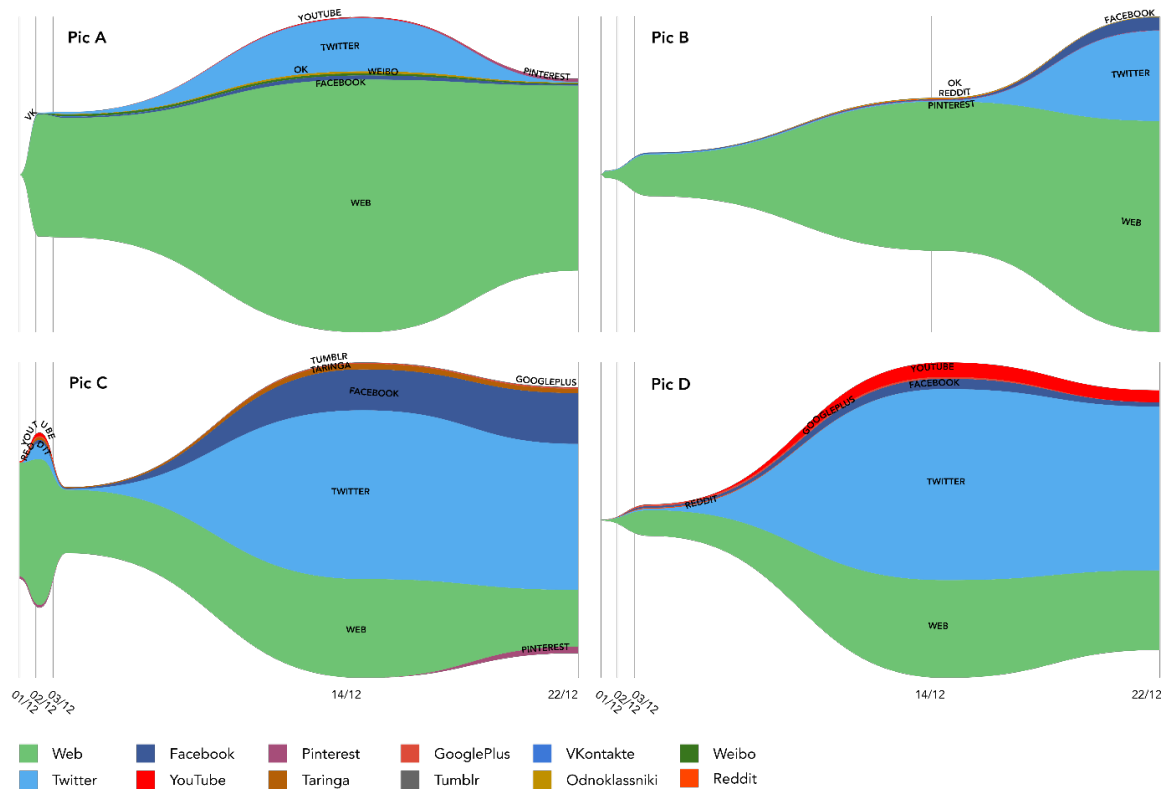 Pic A
YOUTUBE
TWITTER
OK
WEIBO
FACEBOOK
PINTEREST
VK
WEB
Pic B
FACEBOOK
TWITTER
OK
REDDIT
PINTEREST
WEB
Pic C
TUMBLR
TARINGA
GOOGLEPLUS
FACEBOOK
YOUTUBE
REDDIT
TWITTER
WEB
PINTEREST
01/12
02/12
03/12
14/12
22/12
Pic D
YOUTUBE
FACEBOOK
GOOGLEPLUS
TWITTER
REDDIT
WEB
01/12
02/12
03/12
14/12
22/12
Web Facebook Pinterest GooglePlus VKontakte Weibo
Twitter YouTube Taringa Tumblr Odnoklassniki Reddit